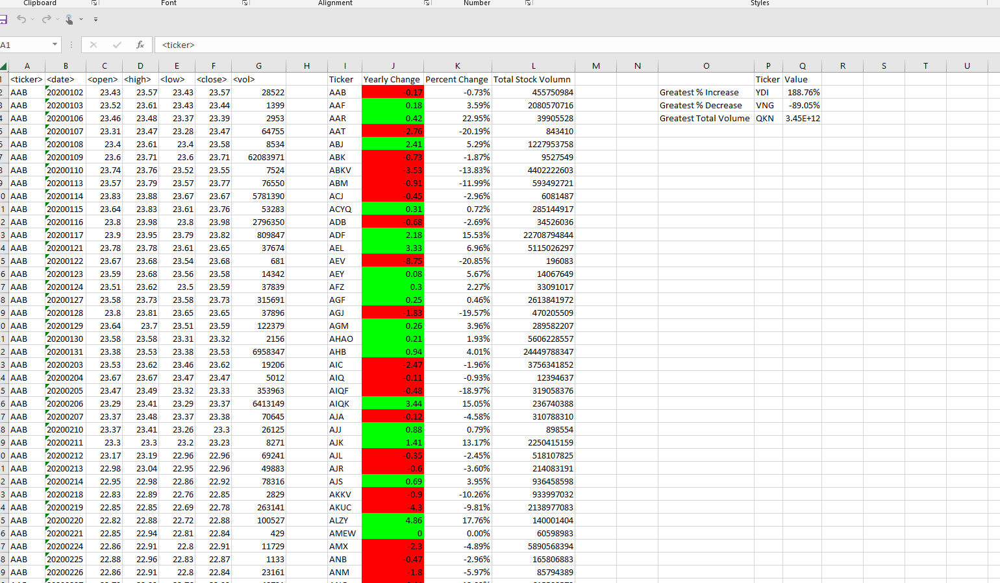 Clipboard Font Alignment Number Styles
A1 fx <ticker>
A B C D E F G H I J K L M N O P Q R S T U
1 <ticker> <date> <open> <high> <low> <close> <vol> Ticker Yearly Change Percent Change Total Stock Volumn Ticker Value
2 AAB 20200102 23.43 23.57 23.43 23.57 28522 AAB -0.17 -0.73% 455750984 Greatest % Increase YDI 188.76%
3 AAB 20200103 23.52 23.61 23.43 23.44 1399 AAF 0.18 3.59% 2080570716 Greatest % Decrease VNG -89.05%
4 AAB 20200106 23.46 23.48 23.37 23.39 2953 AAR 0.42 22.95% 39905528 Greatest Total Volume QKN 3.45E+12
5 AAB 20200107 23.31 23.47 23.28 23.47 64755 AAT -2.76 -20.19% 843410
6 AAB 20200108 23.4 23.61 23.4 23.58 8534 ABJ 2.41 5.29% 1227953758
7 AAB 20200109 23.6 23.71 23.6 23.71 62083971 ABK -0.73 -1.87% 9527549
8 AAB 20200110 23.74 23.76 23.52 23.55 7524 ABKV -3.53 -13.83% 4402222603
9 AAB 20200113 23.57 23.79 23.57 23.77 76550 ABM -0.91 -11.99% 593492721
0 AAB 20200114 23.83 23.88 23.67 23.67 5781390 ACJ -0.45 -2.96% 6081487
1 AAB 20200115 23.64 23.83 23.61 23.76 53283 ACYQ 0.31 0.72% 285144917
2 AAB 20200116 23.8 23.98 23.8 23.98 2796350 ADB -0.68 -2.69% 34526036
3 AAB 20200117 23.9 23.95 23.79 23.82 809847 ADF 2.18 15.53% 22708794844
4 AAB 20200121 23.78 23.78 23.61 23.65 37674 AEL 3.33 6.96% 5115026297
5 AAB 20200122 23.67 23.68 23.54 23.68 681 AEV -8.75 -20.85% 196083
6 AAB 20200123 23.59 23.68 23.56 23.58 14342 AEY 0.08 5.67% 14067649
7 AAB 20200124 23.51 23.62 23.5 23.59 37839 AFZ 0.3 2.27% 33091017
8 AAB 20200127 23.58 23.73 23.58 23.73 315691 AGF 0.25 0.46% 2613841972
9 AAB 20200128 23.8 23.81 23.65 23.65 37896 AGJ -1.83 -19.57% 470205509
0 AAB 20200129 23.64 23.7 23.51 23.59 122379 AGM 0.26 3.96% 289582207
1 AAB 20200130 23.58 23.58 23.31 23.32 2156 AHAO 0.21 1.93% 5606228557
2 AAB 20200131 23.38 23.53 23.38 23.53 6958347 AHB 0.94 4.01% 24449788347
3 AAB 20200203 23.53 23.62 23.46 23.62 19206 AIC -2.47 -1.96% 3756341852
4 AAB 20200204 23.67 23.67 23.47 23.47 5012 AIQ -0.11 -0.93% 12394637
5 AAB 20200205 23.47 23.49 23.32 23.33 353963 AIQF -0.48 -18.97% 319058376
6 AAB 20200206 23.29 23.41 23.29 23.37 6413149 AIQK 3.44 15.05% 236740388
7 AAB 20200207 23.37 23.46 23.37 23.38 70645 AJA -0.12 -4.58% 310788310
8 AAB 20200210 23.37 23.41 23.26 23.3 26125 AJJ 0.88 0.79% 898554
9 AAB 20200211 23.3 23.3 23.2 23.23 8271 AJK 1.41 13.17% 2250415159
0 AAB 20200212 23.17 23.19 22.96 22.96 69241 AJL -0.35 -2.45% 518107825
1 AAB 20200213 22.98 23.04 22.95 22.96 49883 AJR -0.6 -3.60% 214083191
2 AAB 20200214 22.95 22.98 22.86 22.92 78316 AJS 0.69 3.95% 936458598
3 AAB 20200218 22.83 22.89 22.76 22.85 2829 AKKV -0.9 -10.26% 933997032
4 AAB 20200219 22.85 22.85 22.69 22.78 263141 AKUC -4.3 -9.81% 2138977083
5 AAB 20200220 22.82 22.88 22.72 22.88 100527 ALZY 4.86 17.76% 140001404
6 AAB 20200221 22.85 22.94 22.81 22.84 429 AMEW 0 0.00% 60598983
7 AAB 20200224 22.86 22.91 22.8 22.91 11729 AMX -2.3 -4.89% 5890568394
8 AAB 20200225 22.88 22.96 22.83 22.87 1133 ANB -0.47 -2.96% 165806883
9 AAB 20200226 22.86 22.91 22.8 22.84 23161 ANM -1.8 -5.97% 85794389